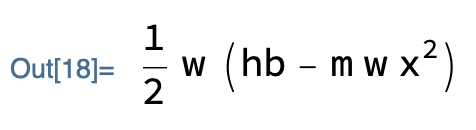 Out[18]= 1/2 w (hb – m w x²)